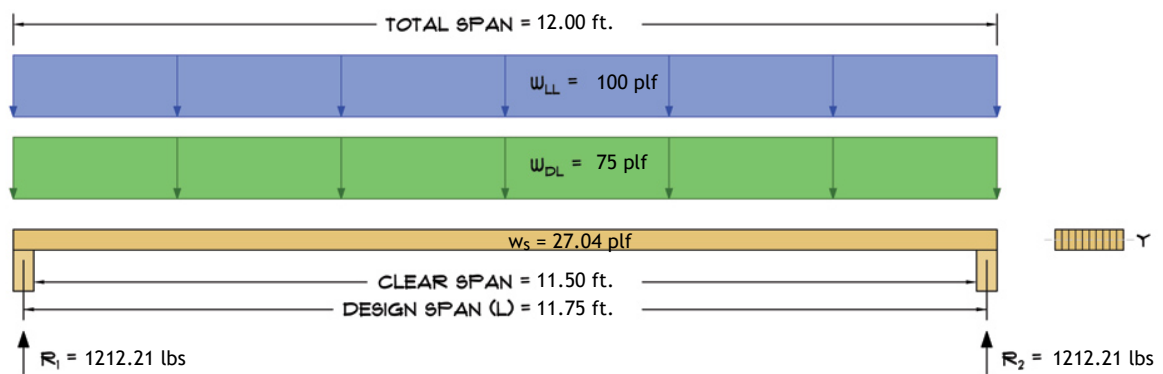 TOTAL SPAN = 12.00 ft.
wLL = 100 plf
wDL = 75 plf
wS = 27.04 plf
Y
CLEAR SPAN = 11.50 ft.
DESIGN SPAN (L) = 11.75 ft.
R1 = 1212.21 lbs
R2 = 1212.21 lbs